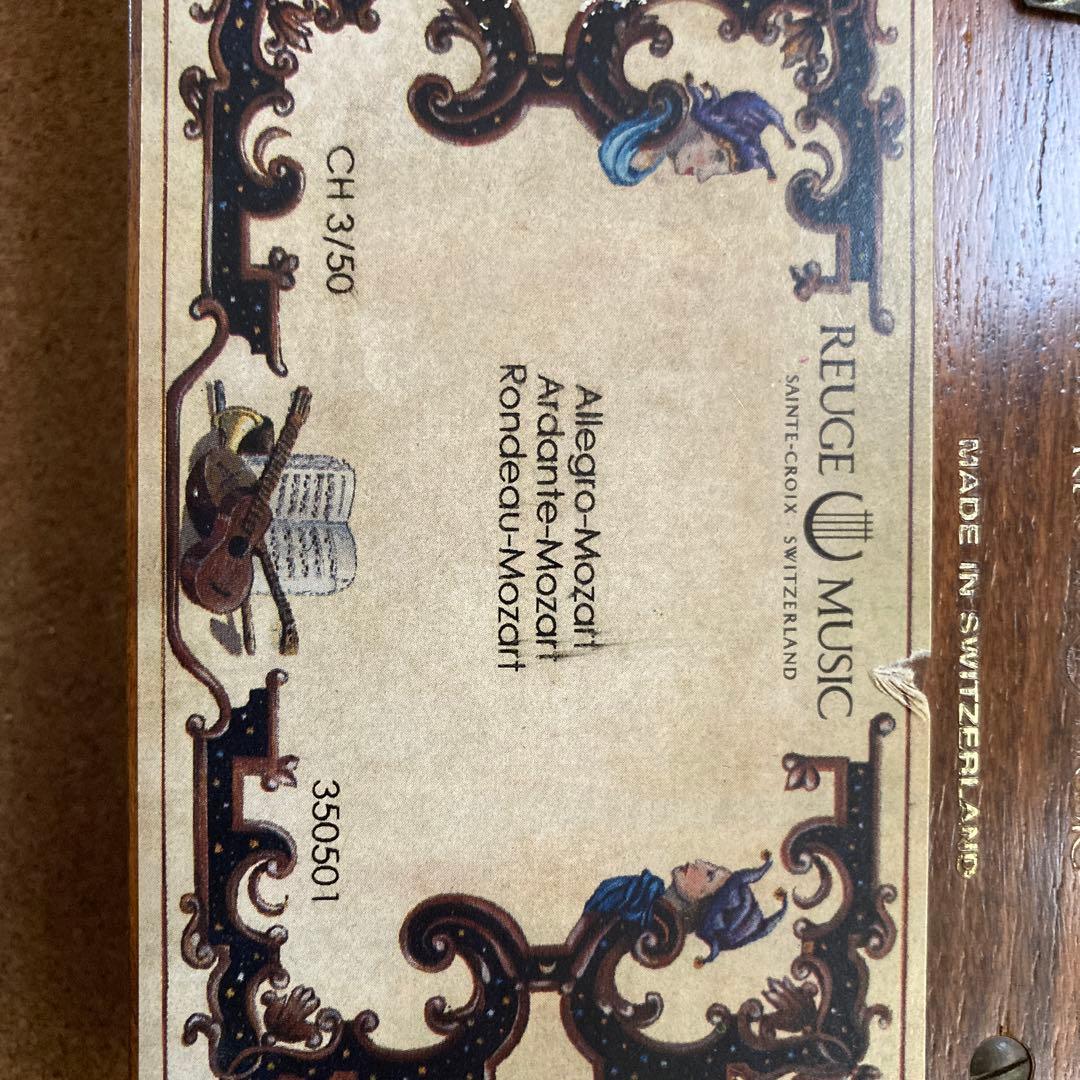 REUGE MUSIC
SAINTE-CROIX SWITZERLAND
Allegro-Mozart
Ardante-Mozart
Rondeau-Mozart
CH 3/50
350501
MADE IN SWITZERLAND